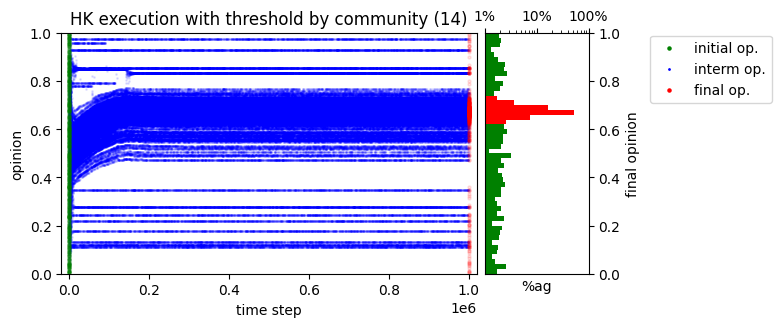 HK execution with threshold by community (14)
1% 10% 100%
initial op.
interm op.
final op.
1.0
0.8
0.6
0.4
0.2
0.0
opinion
0.0 0.2 0.4 0.6 0.8 1.0
1e6
time step
%ag
1.0
0.8
0.6
0.4
0.2
0.0
final opinion